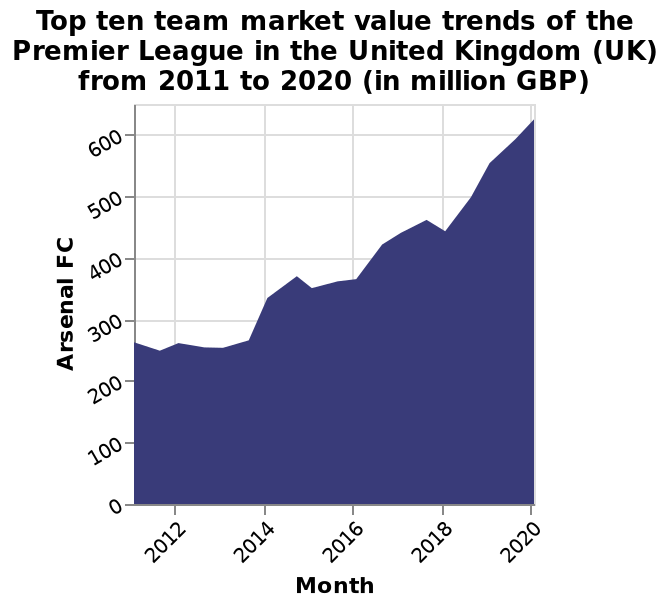 Top ten team market value trends of the
Premier League in the United Kingdom (UK)
from 2011 to 2020 (in million GBP)
600
500
400
300
200
100
0
Arsenal FC
2012
2014
2016
2018
2020
Month